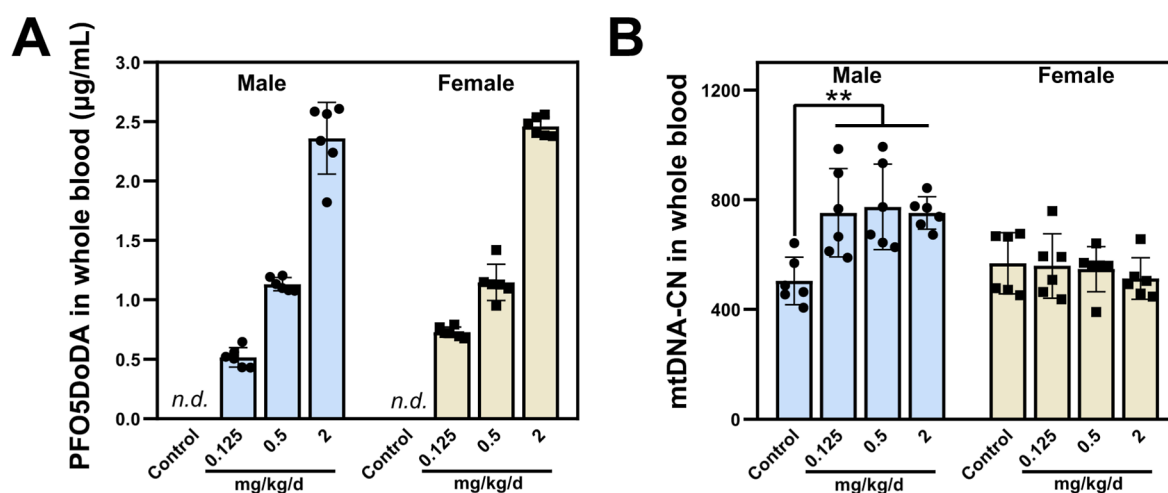 A
PFO5DoDA in whole blood (μg/mL)
3.0
2.5
2.0
1.5
1.0
0.5
0.0
Male
Female
n.d.
n.d.
Control
0.125
0.5
2
Control
0.125
0.5
2
mg/kg/d
mg/kg/d
B
mtDNA-CN in whole blood
1200
800
400
0
Male
Female
**
Control
0.125
0.5
2
Control
0.125
0.5
2
mg/kg/d
mg/kg/d